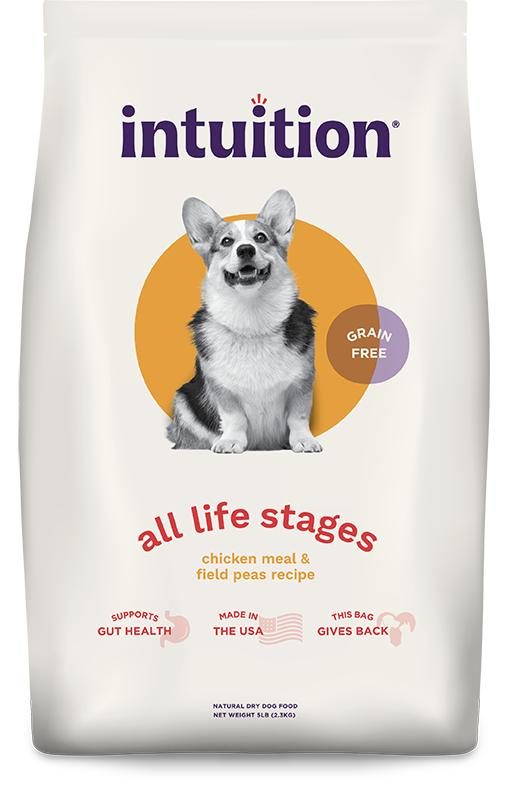 intuition®
GRAIN
FREE
all life stages
chicken meal &
field peas recipe
SUPPORTS
GUT HEALTH
MADE IN
THE USA
THIS BAG
GIVES BACK
NATURAL DRY DOG FOOD
NET WEIGHT 5LB (2.3KG)